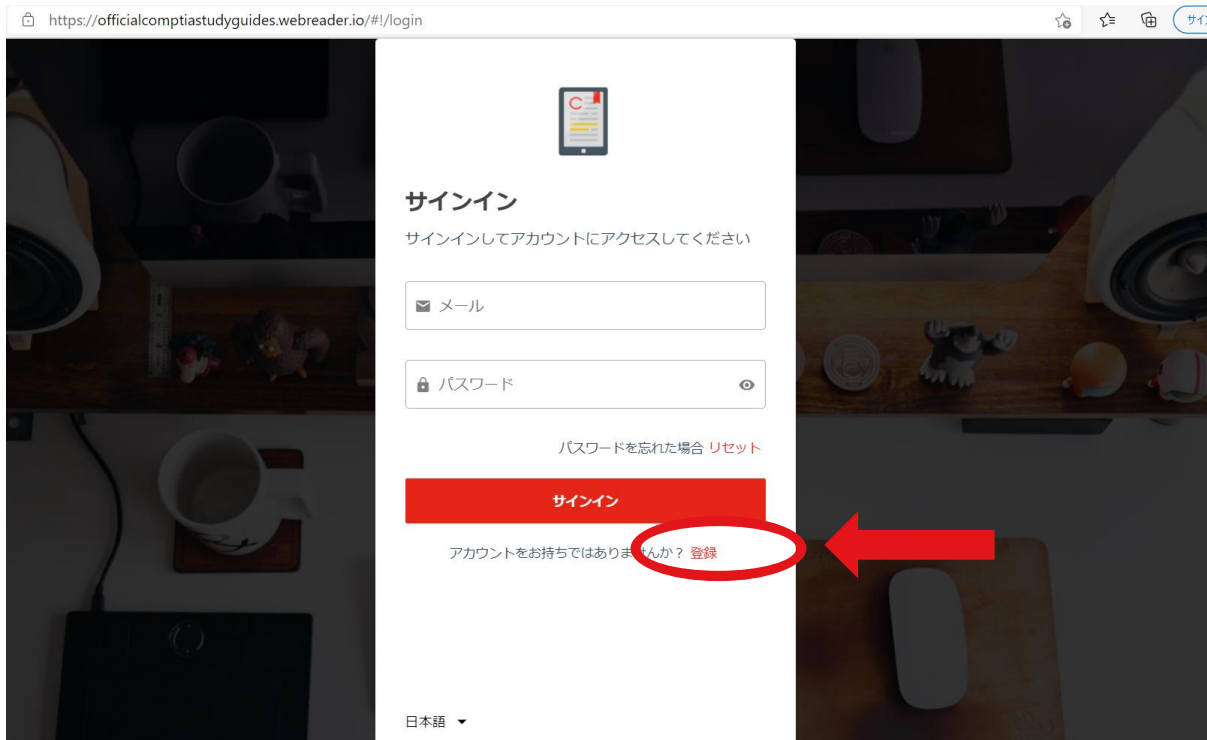 https://officialcomptiastudyguides.webreader.io/#!/login
サイン
C
サインイン
サインインしてアカウントにアクセスしてください
メール
パスワード
パスワードを忘れた場合 リセット
サインイン
アカウントをお持ちではありませんか？ 登録
日本語